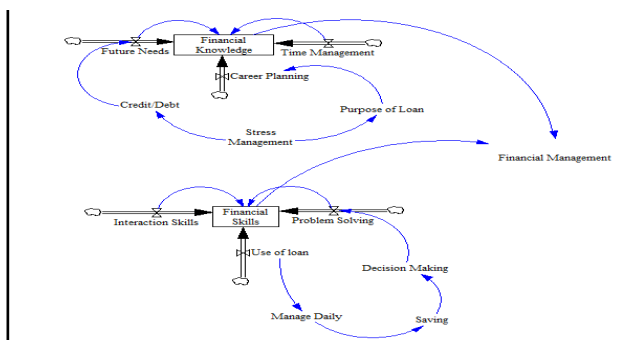 Financial
Knowledge
Future Needs
Time Management
Career Planning
Credit/Debt
Purpose of Loan
Stress
Management
Financial Management
Financial
Skills
Interaction Skills
Problem Solving
Use of loan
Decision Making
Manage Daily
Saving